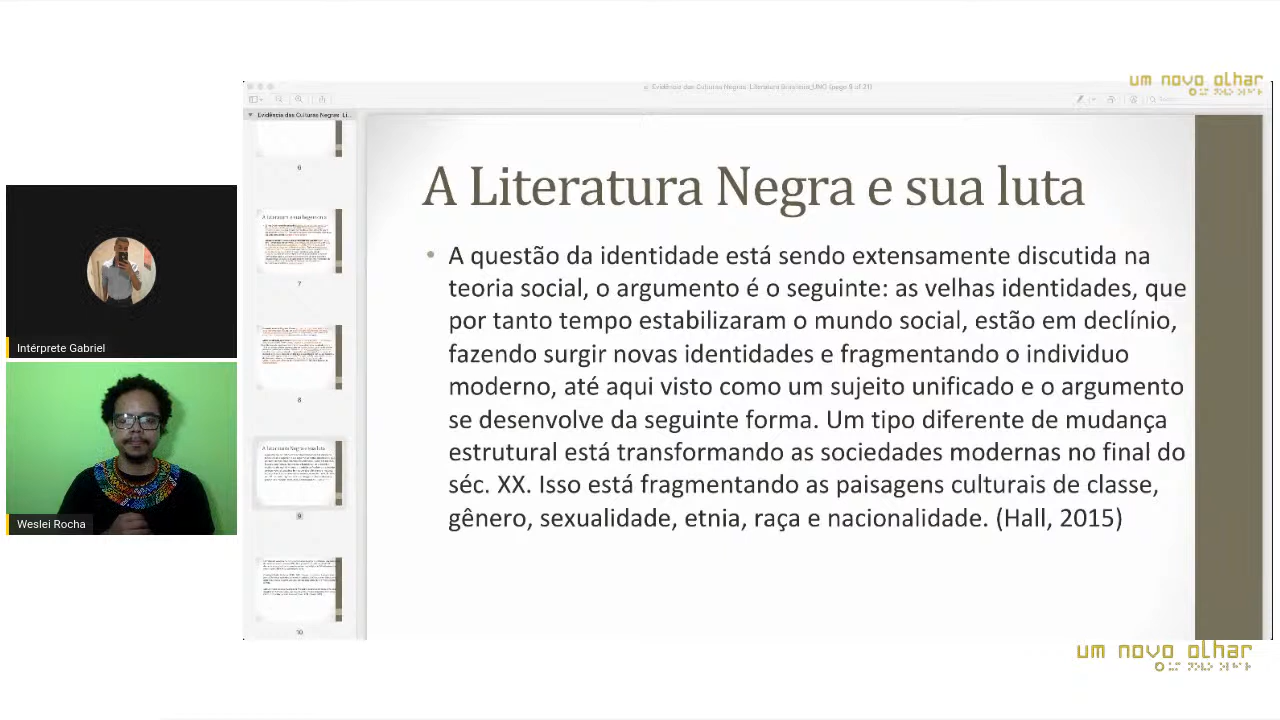 um novo olhar
Evidência das Culturas Negras Li...
6
7
8
9
10
A Literatura Negra e sua luta
A questão da identidade está sendo extensamente discutida na
teoria social, o argumento é o seguinte: as velhas identidades, que
por tanto tempo estabilizaram o mundo social, estão em declínio,
fazendo surgir novas identidades e fragmentando o individuo
moderno, até aqui visto como um sujeito unificado e o argumento
se desenvolve da seguinte forma. Um tipo diferente de mudança
estrutural está transformando as sociedades modernas no final do
séc. XX. Isso está fragmentando as paisagens culturais de classe,
gênero, sexualidade, etnia, raça e nacionalidade. (Hall, 2015)
Intérprete Gabriel
Weslei Rocha
um novo olhar